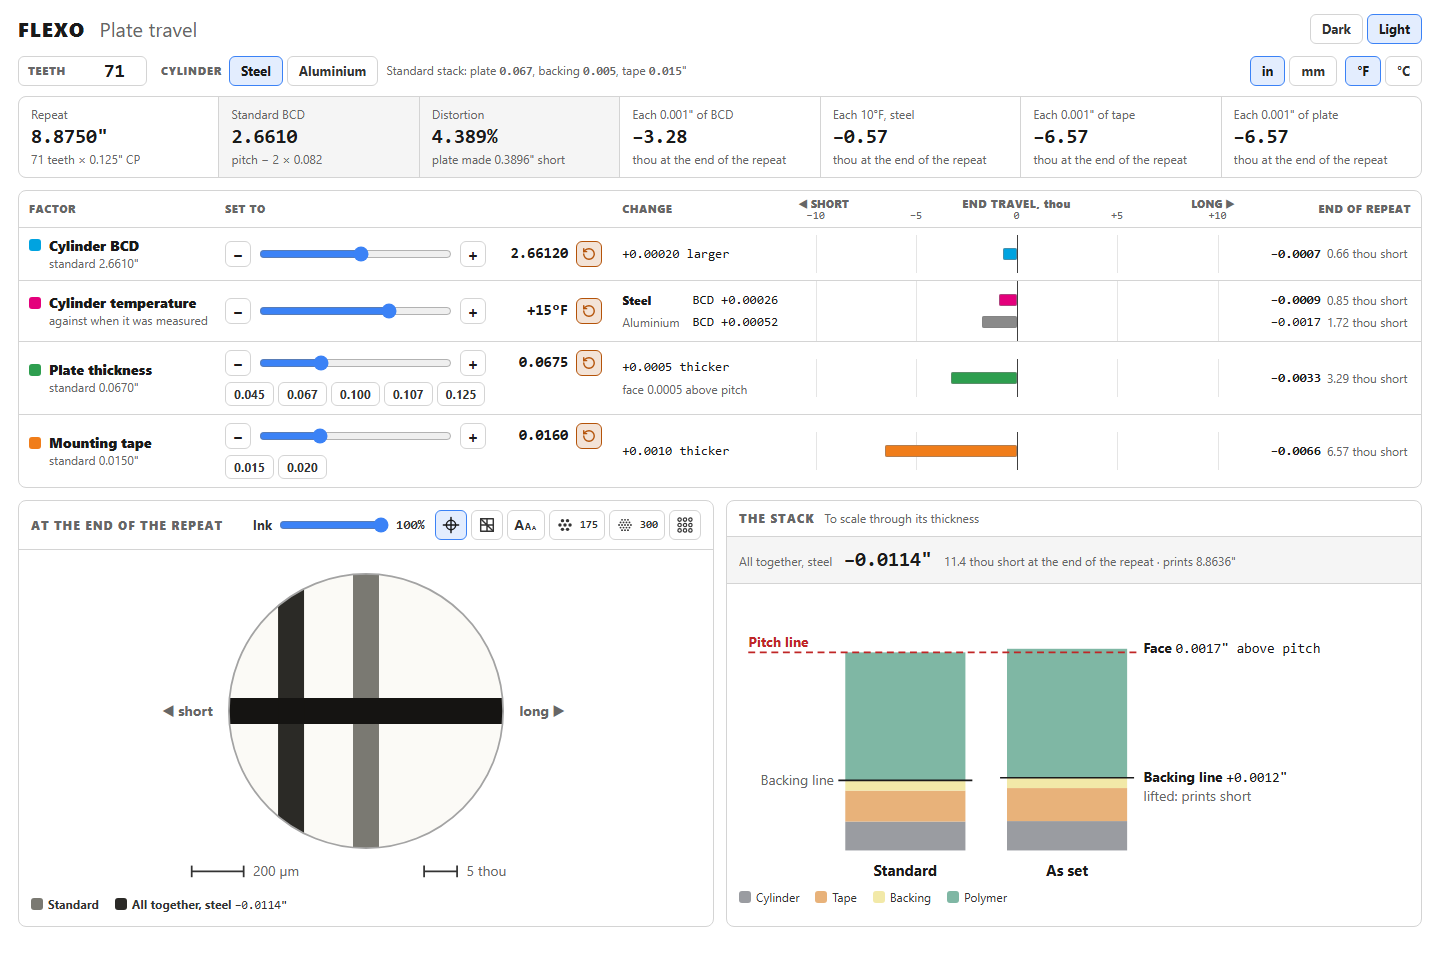 FLEXO Plate travel Dark Light
TEETH 71 CYLINDER Steel Aluminium Standard stack: plate 0.067, backing 0.005, tape 0.015" in mm °F °C
Repeat
8.8750"
71 teeth × 0.125" CP
Standard BCD
2.6610
pitch − 2 × 0.082
Distortion
4.389%
plate made 0.3896" short
Each 0.001" of BCD
−3.28
thou at the end of the repeat
Each 10°F, steel
−0.57
thou at the end of the repeat
Each 0.001" of tape
−6.57
thou at the end of the repeat
Each 0.001" of plate
−6.57
thou at the end of the repeat
FACTOR SET TO CHANGE ◀ SHORT END TRAVEL, thou LONG ▶ END OF REPEAT
−10 −5 0 +5 +10
Cylinder BCD
standard 2.6610"
− + 2.66120 +0.00020 larger −0.0007 0.66 thou short
Cylinder temperature
against when it was measured
− + +15°F
Steel BCD +0.00026 −0.0009 0.85 thou short
Aluminium BCD +0.00052 −0.0017 1.72 thou short
Plate thickness
standard 0.0670"
− + 0.0675
0.045 0.067 0.100 0.107 0.125
+0.0005 thicker
face 0.0005 above pitch
−0.0033 3.29 thou short
Mounting tape
standard 0.0150"
− + 0.0160
0.015 0.020
+0.0010 thicker
−0.0066 6.57 thou short
AT THE END OF THE REPEAT Ink 100% AAA 175 300
◀ short long ▶
200 µm 5 thou
Standard All together, steel −0.0114"
THE STACK To scale through its thickness
All together, steel −0.0114" 11.4 thou short at the end of the repeat · prints 8.8636"
Pitch line
Face 0.0017" above pitch
Backing line
Backing line +0.0012"
lifted: prints short
Standard As set
Cylinder Tape Backing Polymer